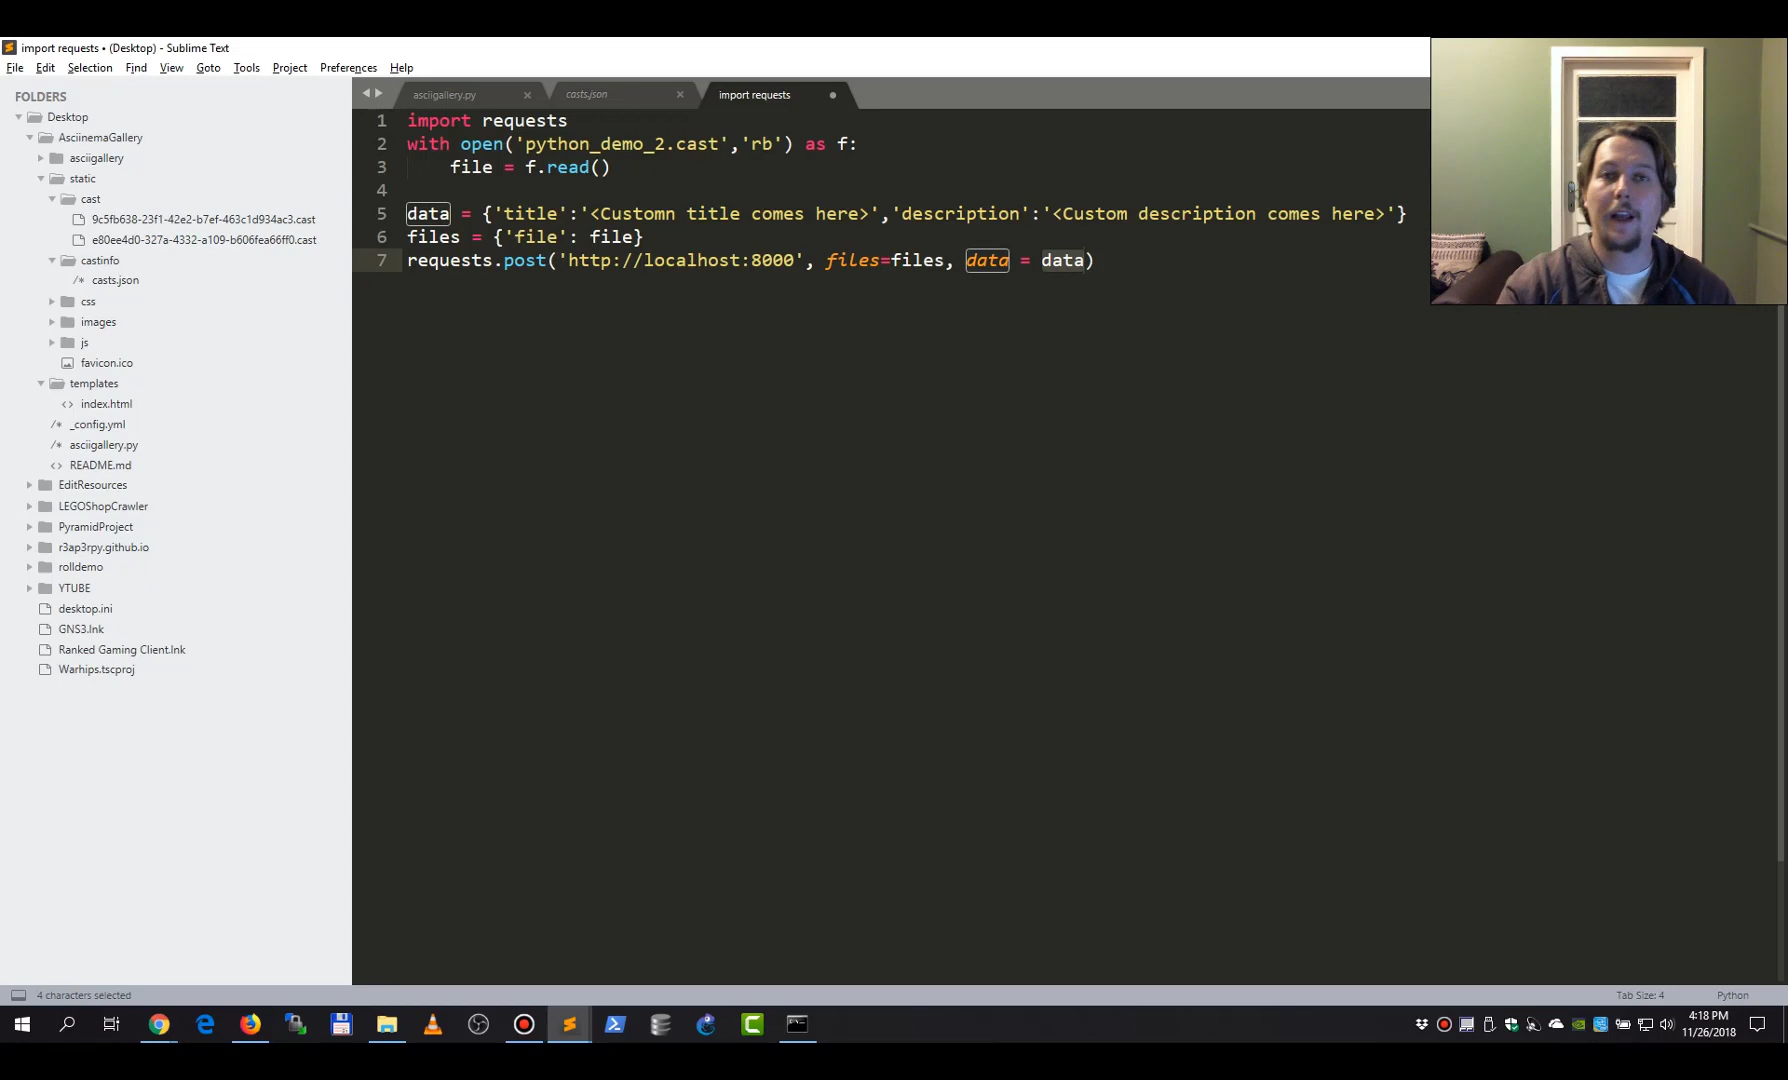 import requests • (Desktop) - Sublime Text
File Edit Selection Find View Goto Tools Project Preferences Help
FOLDERS
Desktop
AsciinemaGallery
asciigallery
static
cast
9c5fb638-23f1-42e2-b7ef-463c1d934ac3.cast
e80ee4d0-327a-4332-a109-b606fea66ff0.cast
castinfo
/* casts.json
css
images
js
favicon.ico
templates
<> index.html
/* _config.yml
/* asciigallery.py
<> README.md
EditResources
LEGOShopCrawler
PyramidProject
r3ap3rpy.github.io
rolldemo
YTUBE
desktop.ini
GNS3.lnk
Ranked Gaming Client.lnk
Warhips.tscproj
asciigallery.py × casts.json × import requests •
1 import requests
2 with open('python_demo_2.cast','rb') as f:
3 file = f.read()
4
5 data = {'title':'<Customn title comes here>','description':'<Custom description comes here>'}
6 files = {'file': file}
7 requests.post('http://localhost:8000', files=files, data = data)
4 characters selected
Tab Size: 4 Python
4:18 PM
11/26/2018